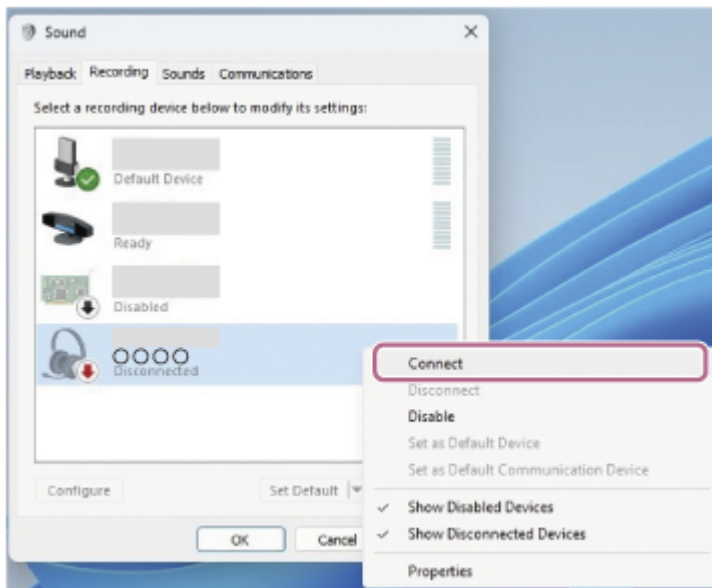 Sound
Playback Recording Sounds Communications
Select a recording device below to modify its settings:
Default Device
Ready
Disabled
OOOO
Disconnected
Configure
Set Default
OK
Cancel
Connect
Disconnect
Disable
Set as Default Device
Set as Default Communication Device
Show Disabled Devices
Show Disconnected Devices
Properties